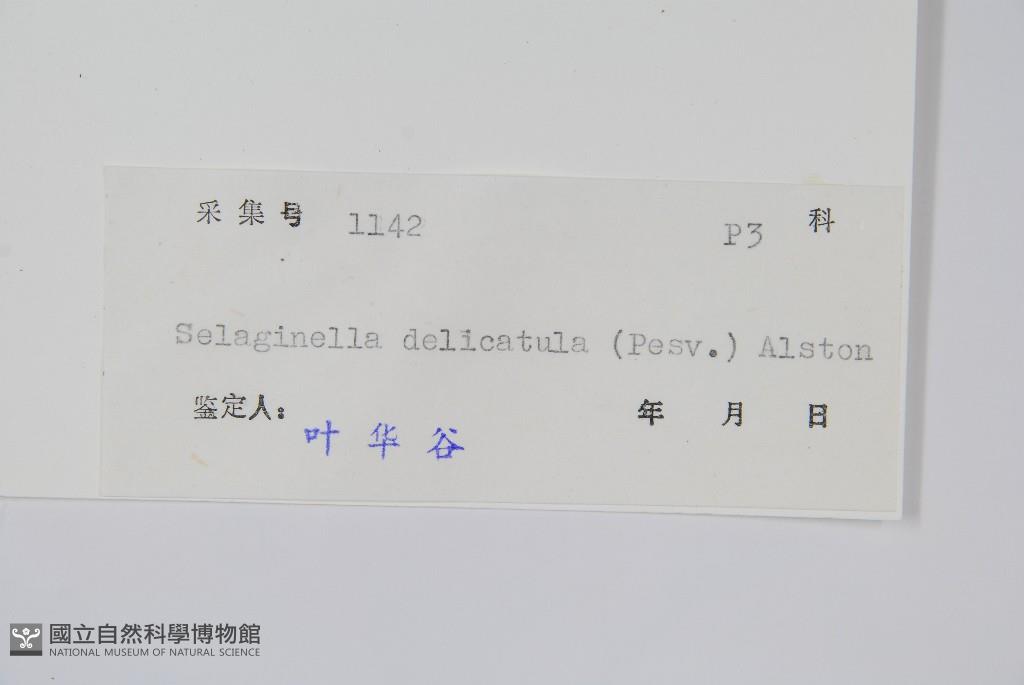 采集号 1142 P3 科
Selaginella delicatula (Pesv.) Alston
鉴定人: 年 月 日
叶华谷
國立自然科學博物館
NATIONAL MUSEUM OF NATURAL SCIENCE